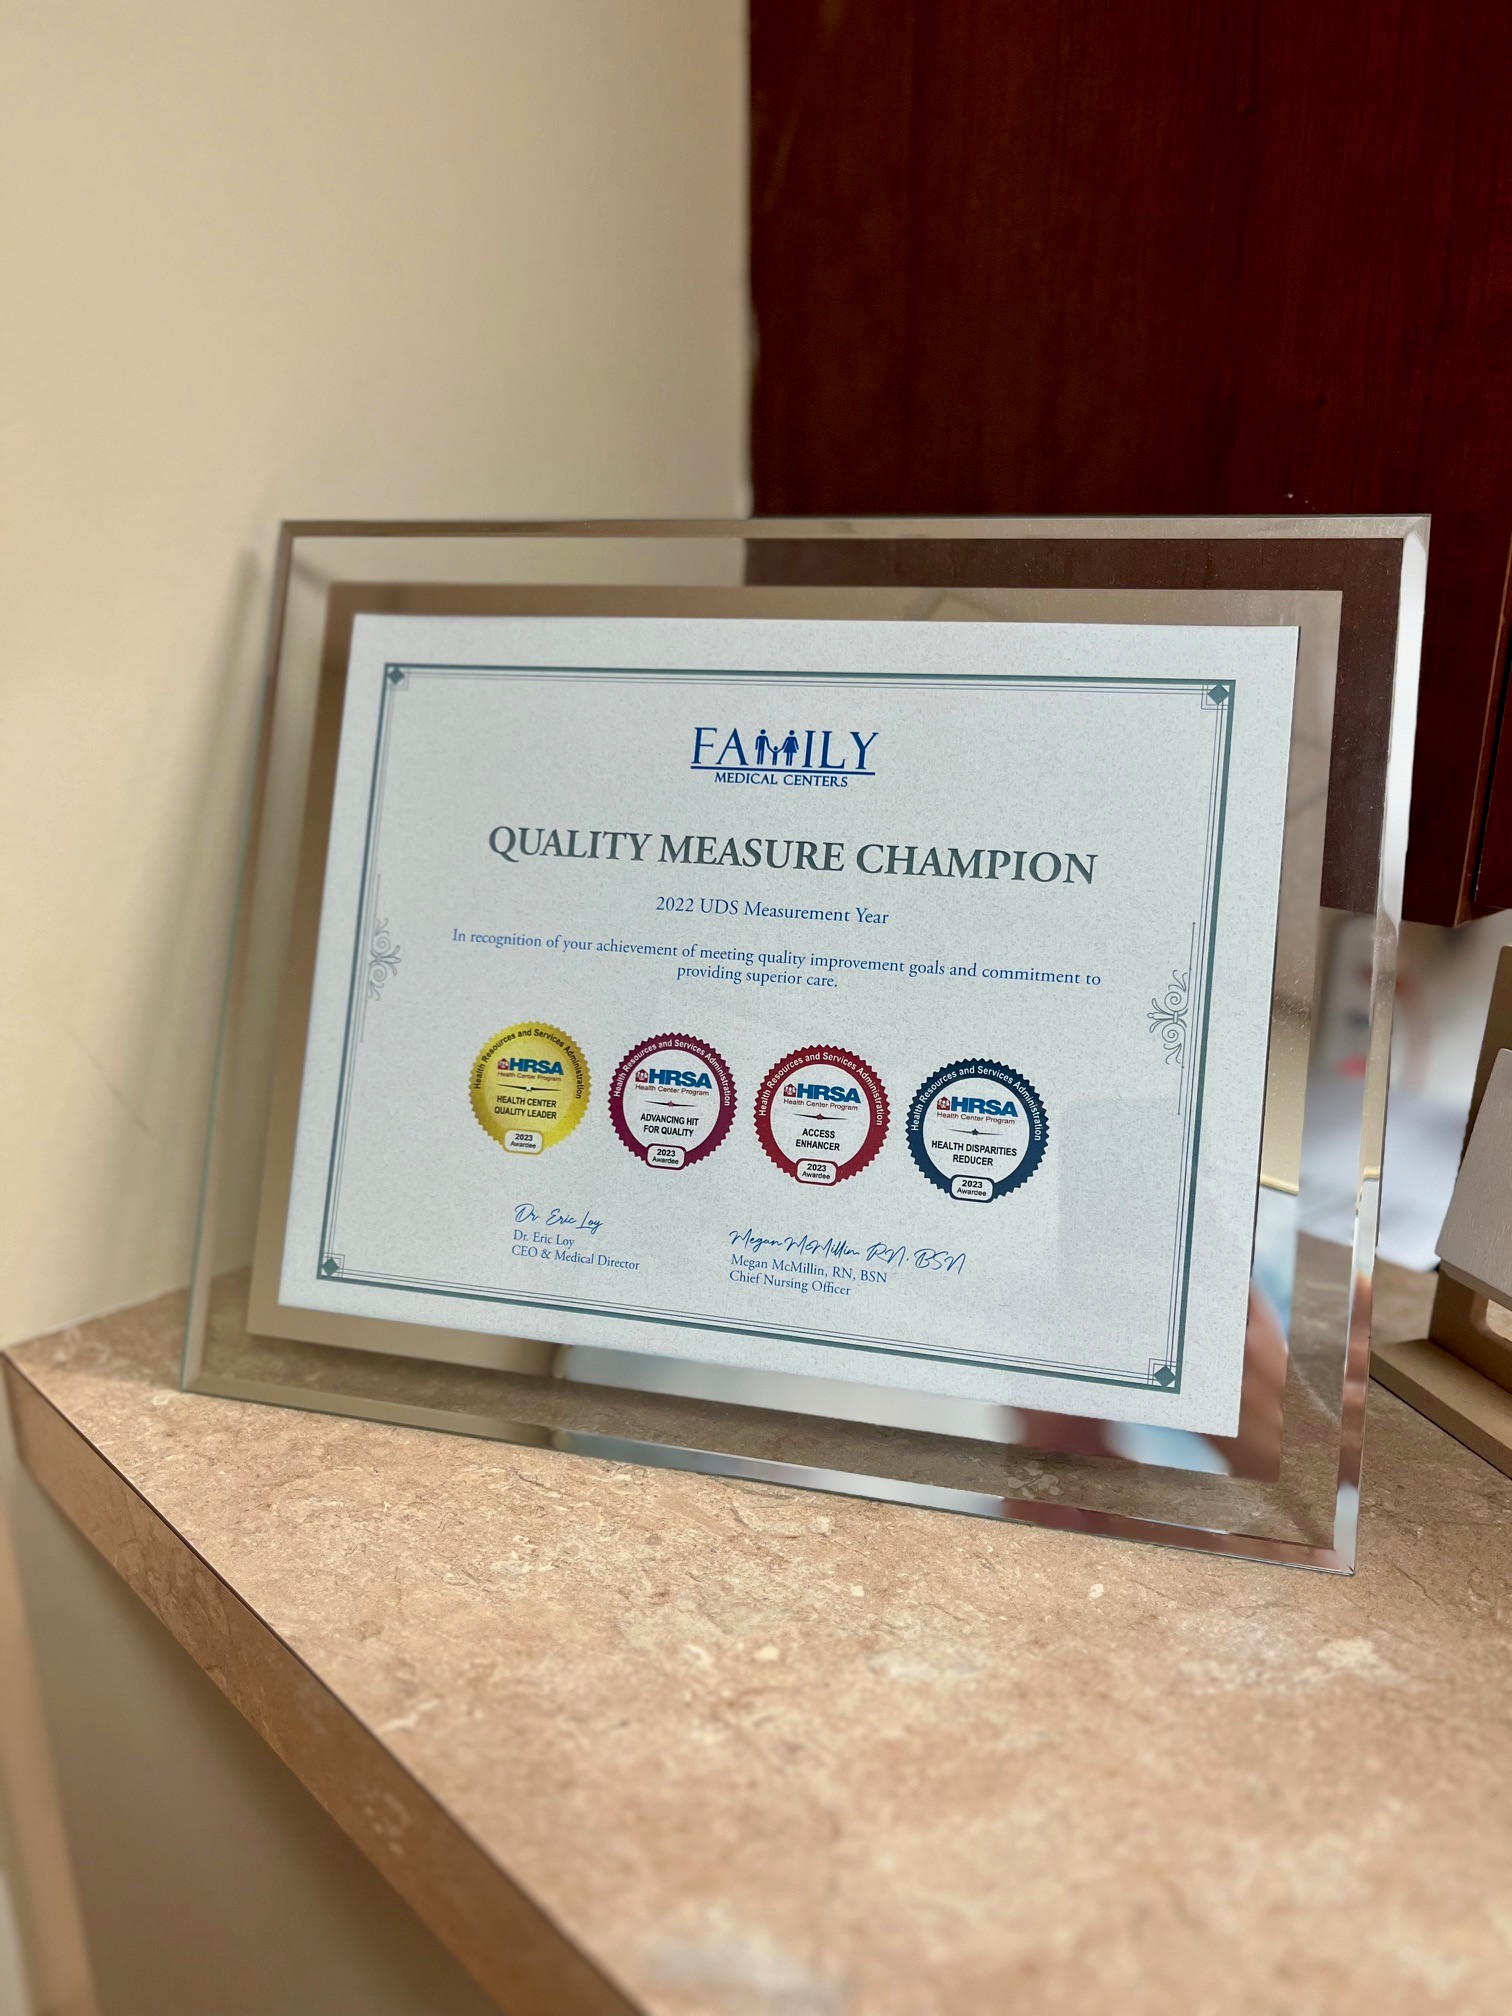 FAMILY
MEDICAL CENTERS
QUALITY MEASURE CHAMPION
2022 UDS Measurement Year
In recognition of your achievement of meeting quality improvement goals and commitment to
providing superior care.
Health Resources and Services Administration
HRSA
Health Center Program
HEALTH CENTER
QUALITY LEADER
2023
Awardee
Health Resources and Services Administration
HRSA
Health Center Program
ADVANCING HIT
FOR QUALITY
2023
Awardee
Health Resources and Services Administration
HRSA
Health Center Program
ACCESS
ENHANCER
2023
Awardee
Health Resources and Services Administration
HRSA
Health Center Program
HEALTH DISPARITIES
REDUCER
2023
Awardee
Dr. Eric Loy
Dr. Eric Loy
CEO & Medical Director
Megan McMillin, RN, BSN
Megan McMillin, RN, BSN
Chief Nursing Officer